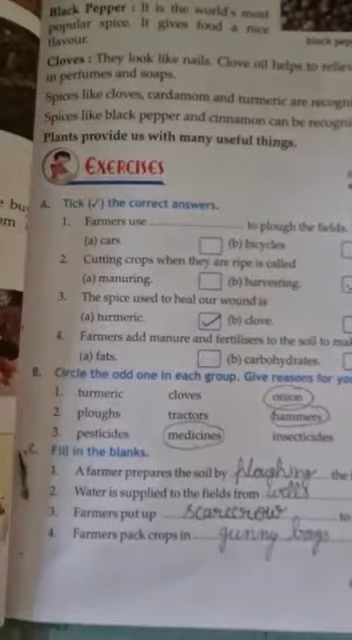 Black Pepper : It is the world's most
popular spice. It gives food a nice
flavour.
black pep
Cloves : They look like nails. Clove oil helps to reliev
in perfumes and soaps.
Spices like cloves, cardamom and turmeric are recogni
Spices like black pepper and cinnamon can be recogni
Plants provide us with many useful things.
EXERCISES
A. Tick (✓) the correct answers.
1. Farmers use ____________ to plough the fields.
(a) cars (b) bicycles
2. Cutting crops when they are ripe is called
(a) manuring. (b) harvesting.
3. The spice used to heal our wound is
(a) turmeric. ✓ (b) clove.
4. Farmers add manure and fertilisers to the soil to mak
(a) fats. (b) carbohydrates.
B. Circle the odd one in each group. Give reasons for yo
1. turmeric cloves onion
2. ploughs tractors hammers
3. pesticides medicines insecticides
C. Fill in the blanks.
1. A farmer prepares the soil by ploughing the
2. Water is supplied to the fields from wells
3. Farmers put up scarecrow to
4. Farmers pack crops in gunny bags